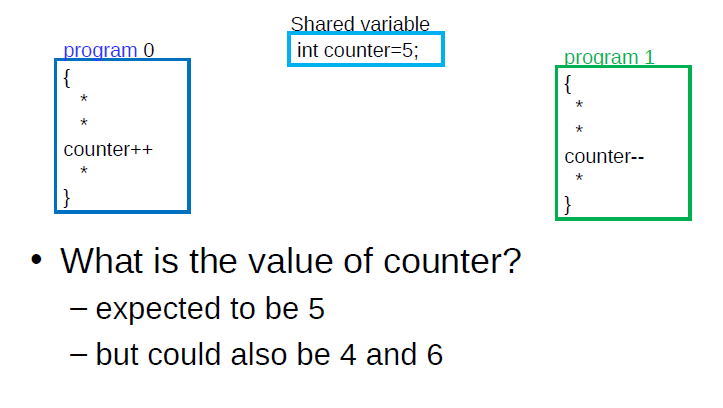 Shared variable
int counter=5;
program 0
{
*
*
counter++
*
}
program 1
{
*
*
counter--
*
}
• What is the value of counter?
– expected to be 5
– but could also be 4 and 6